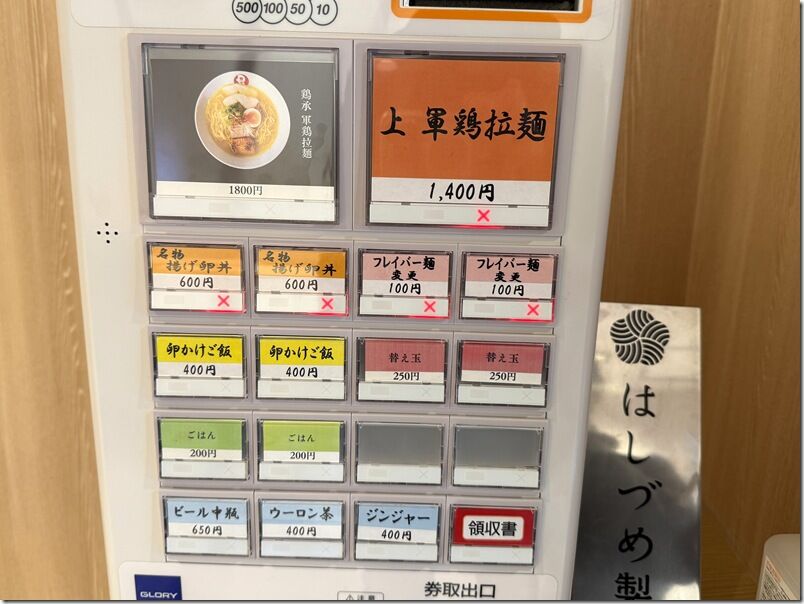 500 100 50 10
鶏承 軍鶏拉麺
1800円
上 軍鶏拉麺
1,400円
名物
揚げ卵丼
600円
名物
揚げ卵丼
600円
フレイバー麺
変更
100円
フレイバー麺
変更
100円
卵かけご飯
400円
卵かけご飯
400円
替え玉
250円
替え玉
250円
ごはん
200円
ごはん
200円
ビール中瓶
650円
ウーロン茶
400円
ジンジャー
400円
領収書
GLORY
注意
券取出口
はしづめ製